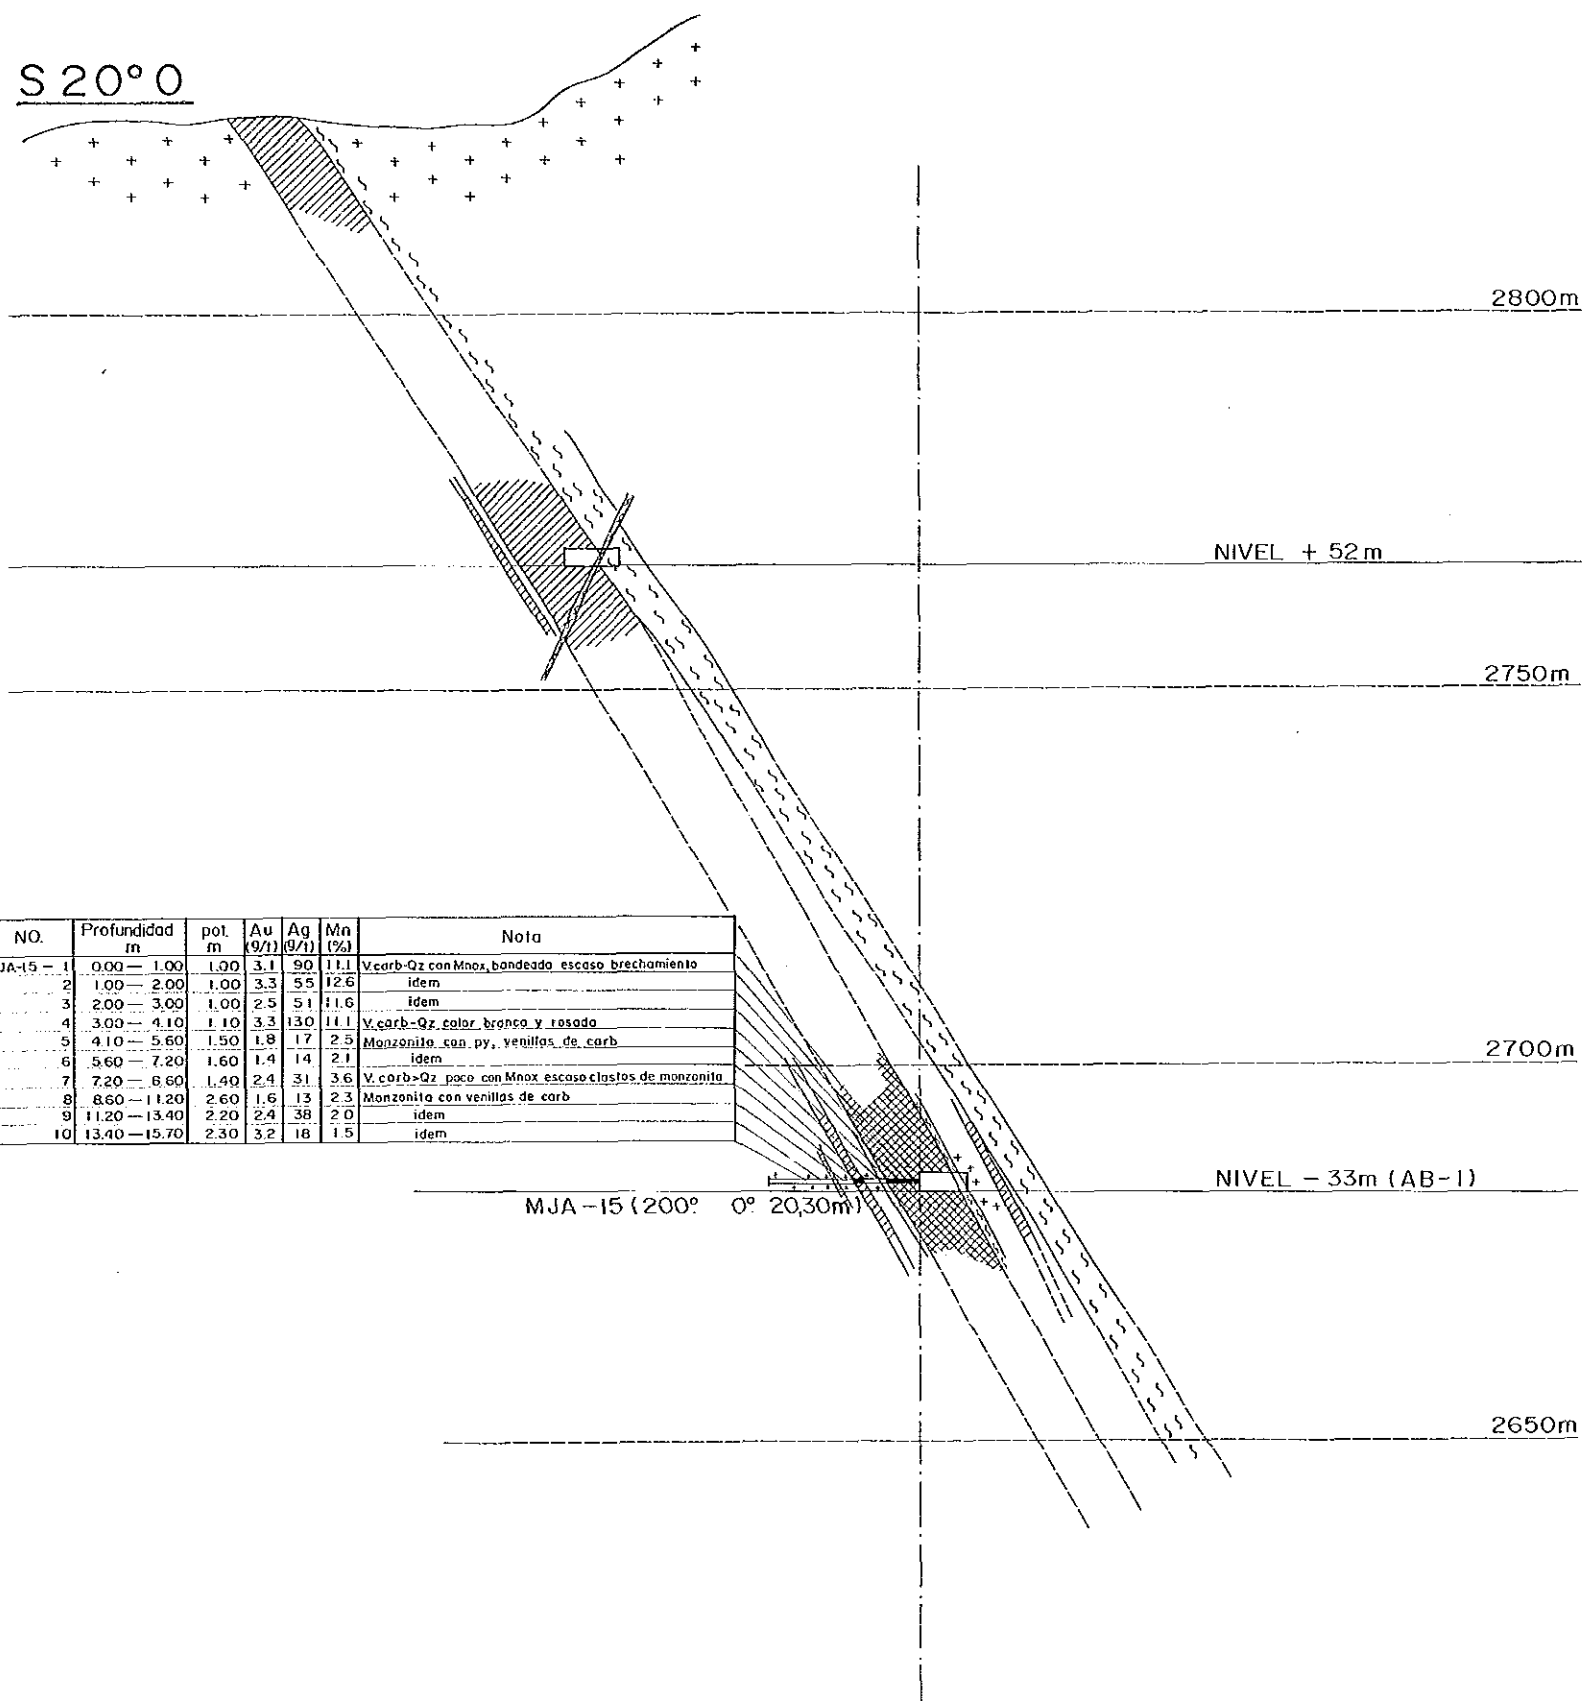 S 20° O
2800m
NIVEL + 52m
2750m
NO. Profundidad m pot. m Au (g/t) Ag (g/t) Mn (%) Nota
JA-15 - 1 0.00 — 1.00 1.00 3.1 90 11.1 V.carb-Qz con Mnox, bandeada escaso brechamiento
2 1.00 — 2.00 1.00 3.3 55 12.6 idem
3 2.00 — 3.00 1.00 2.5 51 11.6 idem
4 3.00 — 4.10 1.10 3.3 130 11.1 V.carb-Qz color branco y rosado
5 4.10 — 5.60 1.50 1.8 17 2.5 Monzonita con py, venillas de carb
6 5.60 — 7.20 1.60 1.4 14 2.1 idem
7 7.20 — 8.60 1.40 2.4 31 3.6 V.carb>Qz poco con Mnox escaso clastos de monzonita
8 8.60 — 11.20 2.60 1.6 13 2.3 Monzonita con venillas de carb
9 11.20 — 13.40 2.20 2.4 38 2.0 idem
10 13.40 — 15.70 2.30 3.2 18 1.5 idem
2700m
NIVEL - 33m (AB-1)
MJA-15 (200° 0° 20,30m)
2650m